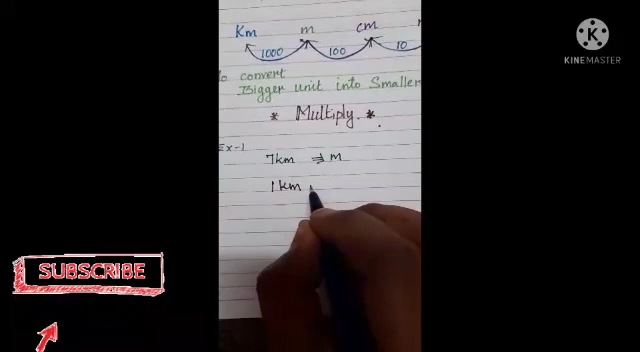 Km m cm
1000 100 10
to convert
Bigger unit into Smaller
* Multiply. *
Ex-1
7km ⇒ m
1km
KINEMASTER
SUBSCRIBE